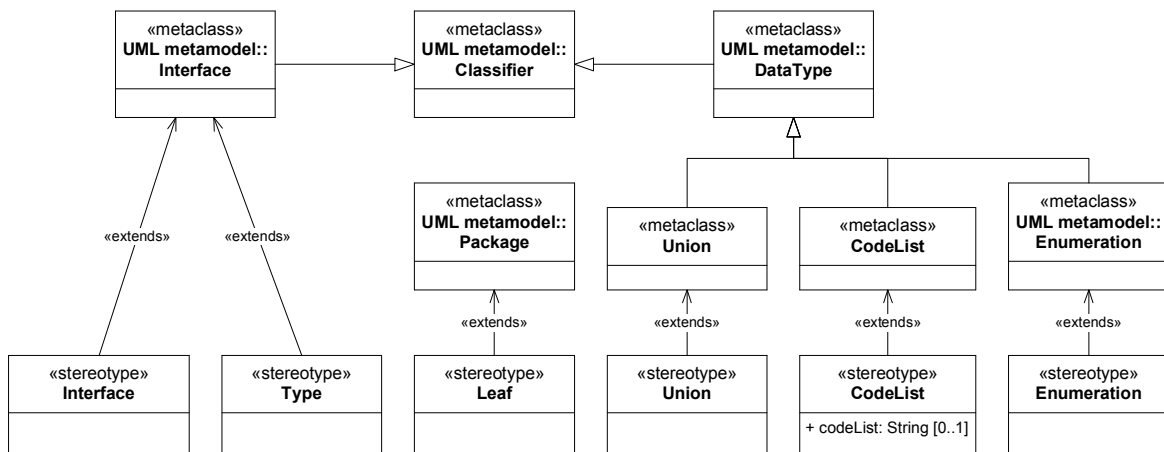 «metaclass»
UML metamodel::
Interface
«metaclass»
UML metamodel::
Classifier
«metaclass»
UML metamodel::
DataType
«metaclass»
UML metamodel::
Package
«metaclass»
Union
«metaclass»
CodeList
«metaclass»
UML metamodel::
Enumeration
«extends»
«extends»
«extends»
«extends»
«extends»
«extends»
«stereotype»
Interface
«stereotype»
Type
«stereotype»
Leaf
«stereotype»
Union
«stereotype»
CodeList
+ codeList: String [0..1]
«stereotype»
Enumeration